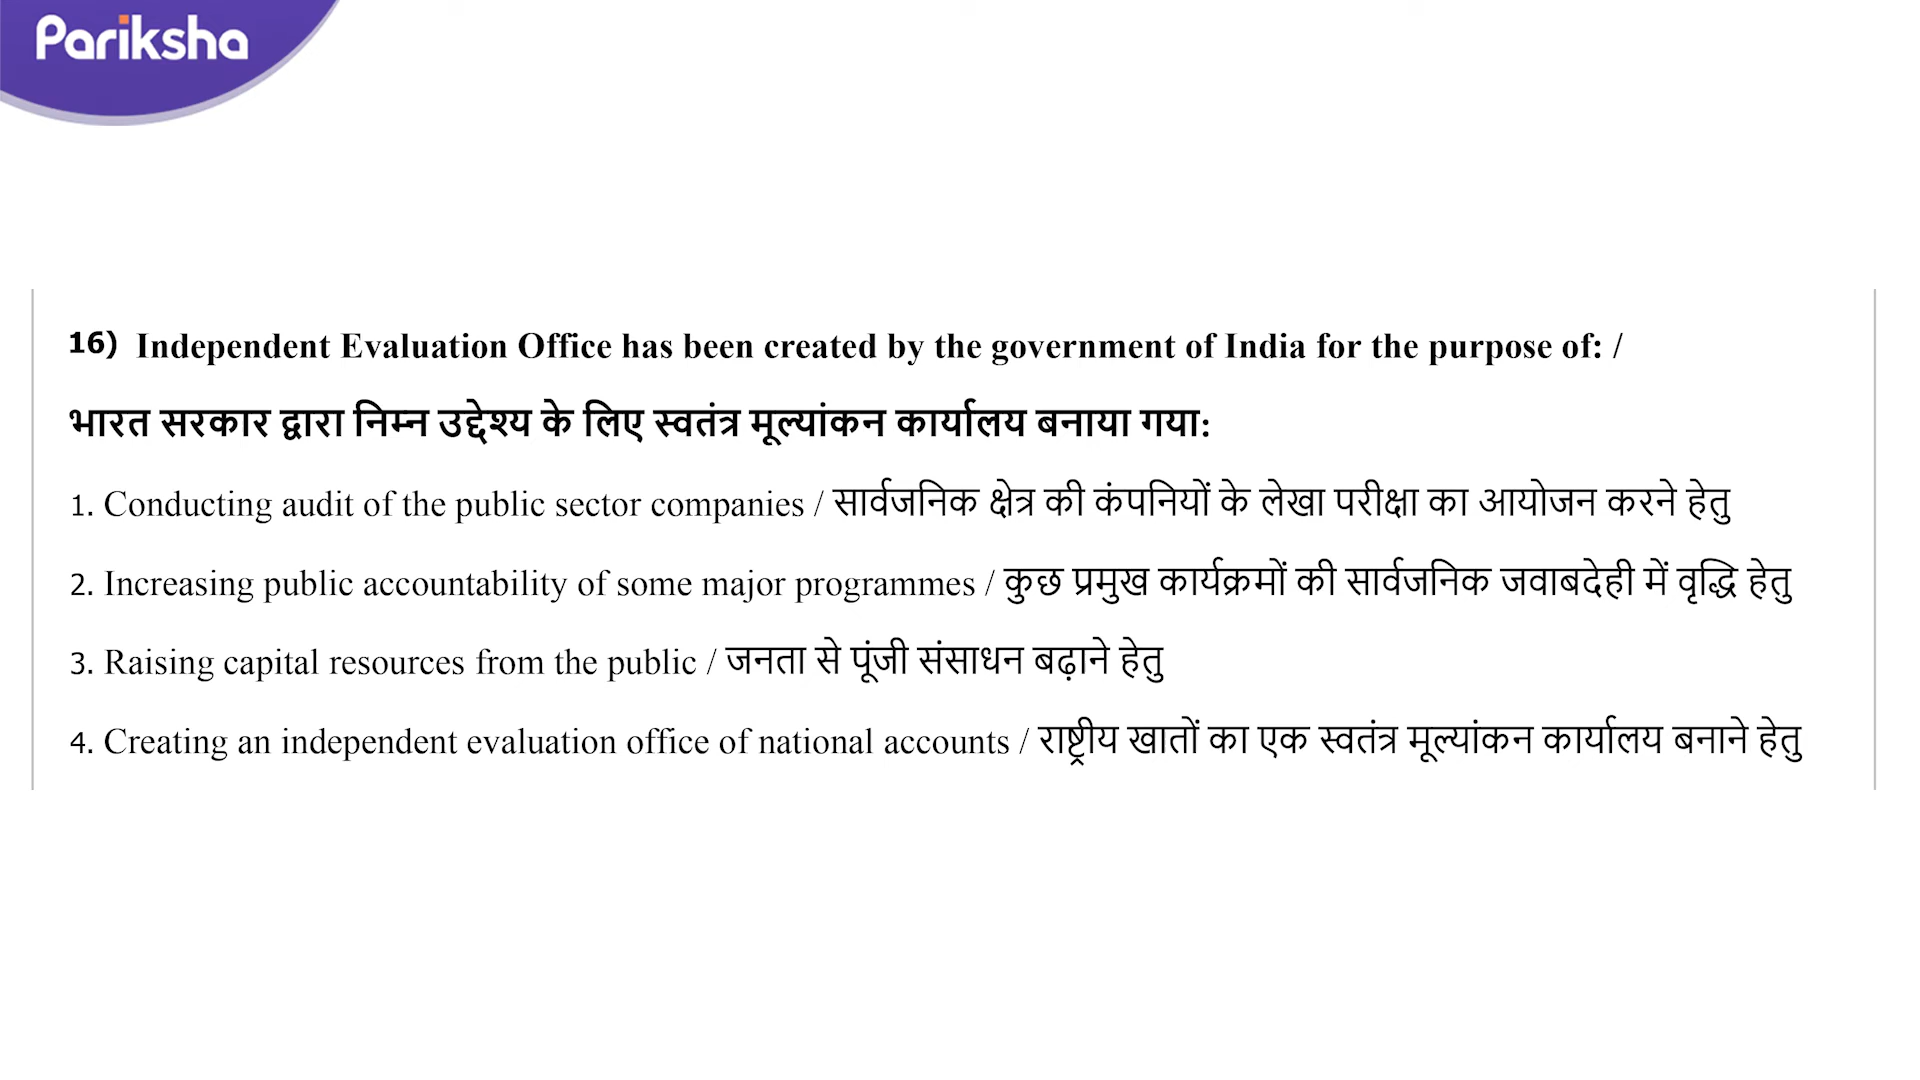 Pariksha
16) Independent Evaluation Office has been created by the government of India for the purpose of: /
भारत सरकार द्वारा निम्न उद्देश्य के लिए स्वतंत्र मूल्यांकन कार्यालय बनाया गया:
1. Conducting audit of the public sector companies / सार्वजनिक क्षेत्र की कंपनियों के लेखा परीक्षा का आयोजन करने हेतु
2. Increasing public accountability of some major programmes / कुछ प्रमुख कार्यक्रमों की सार्वजनिक जवाबदेही में वृद्धि हेतु
3. Raising capital resources from the public / जनता से पूंजी संसाधन बढ़ाने हेतु
4. Creating an independent evaluation office of national accounts / राष्ट्रीय खातों का एक स्वतंत्र मूल्यांकन कार्यालय बनाने हेतु